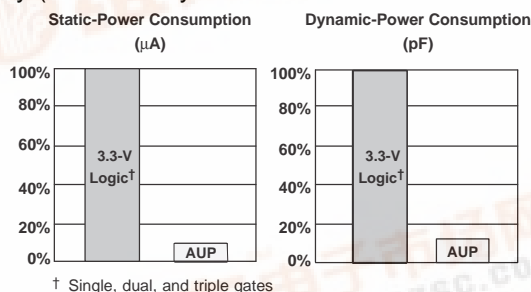 Static-Power Consumption
(µA)
100%
80%
60%
40%
20%
0%
3.3-V
Logic†
AUP
Dynamic-Power Consumption
(pF)
100%
80%
60%
40%
20%
0%
3.3-V
Logic†
AUP
† Single, dual, and triple gates